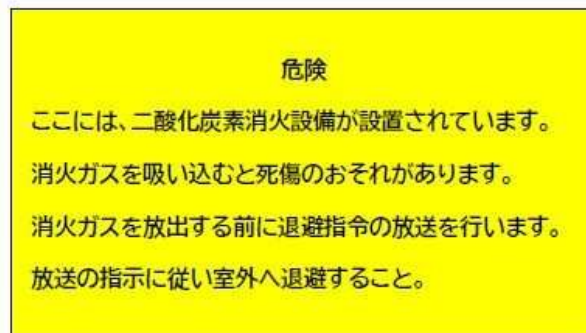 危険
ここには、二酸化炭素消火設備が設置されています。
消火ガスを吸い込むと死傷のおそれがあります。
消火ガスを放出する前に退避指令の放送を行います。
放送の指示に従い室外へ退避すること。